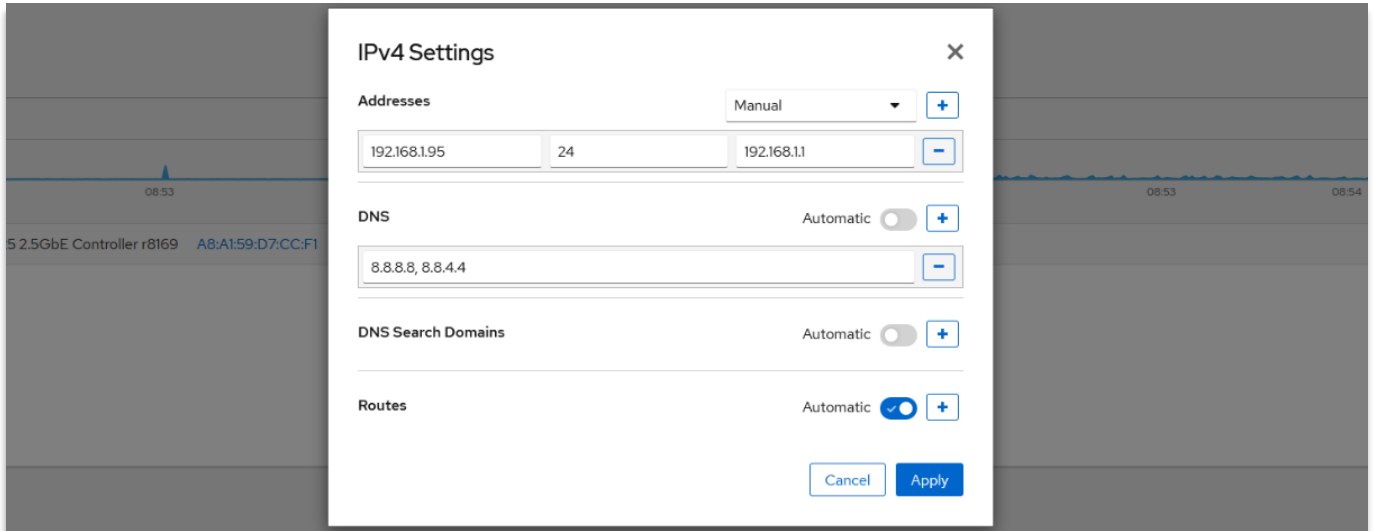 IPv4 Settings
Addresses
Manual
192.168.1.95 24 192.168.1.1
08:53 08:53 08:54
DNS Automatic
5 2.5GbE Controller r8169 A8:A1:59:D7:CC:F1
8.8.8.8, 8.8.4.4
DNS Search Domains Automatic
Routes Automatic
Cancel Apply